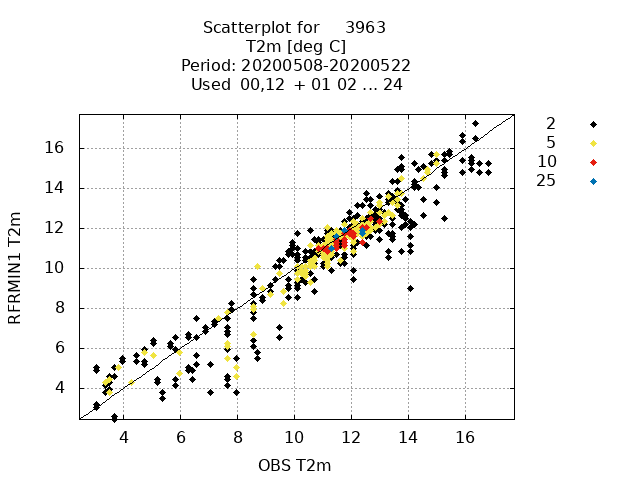 Scatterplot for 3963
T2m [deg C]
Period: 20200508-20200522
Used 00,12 + 01 02 ... 24
2
5
10
25
16
14
12
10
8
6
4
RFRMIN1 T2m
4 6 8 10 12 14 16
OBS T2m